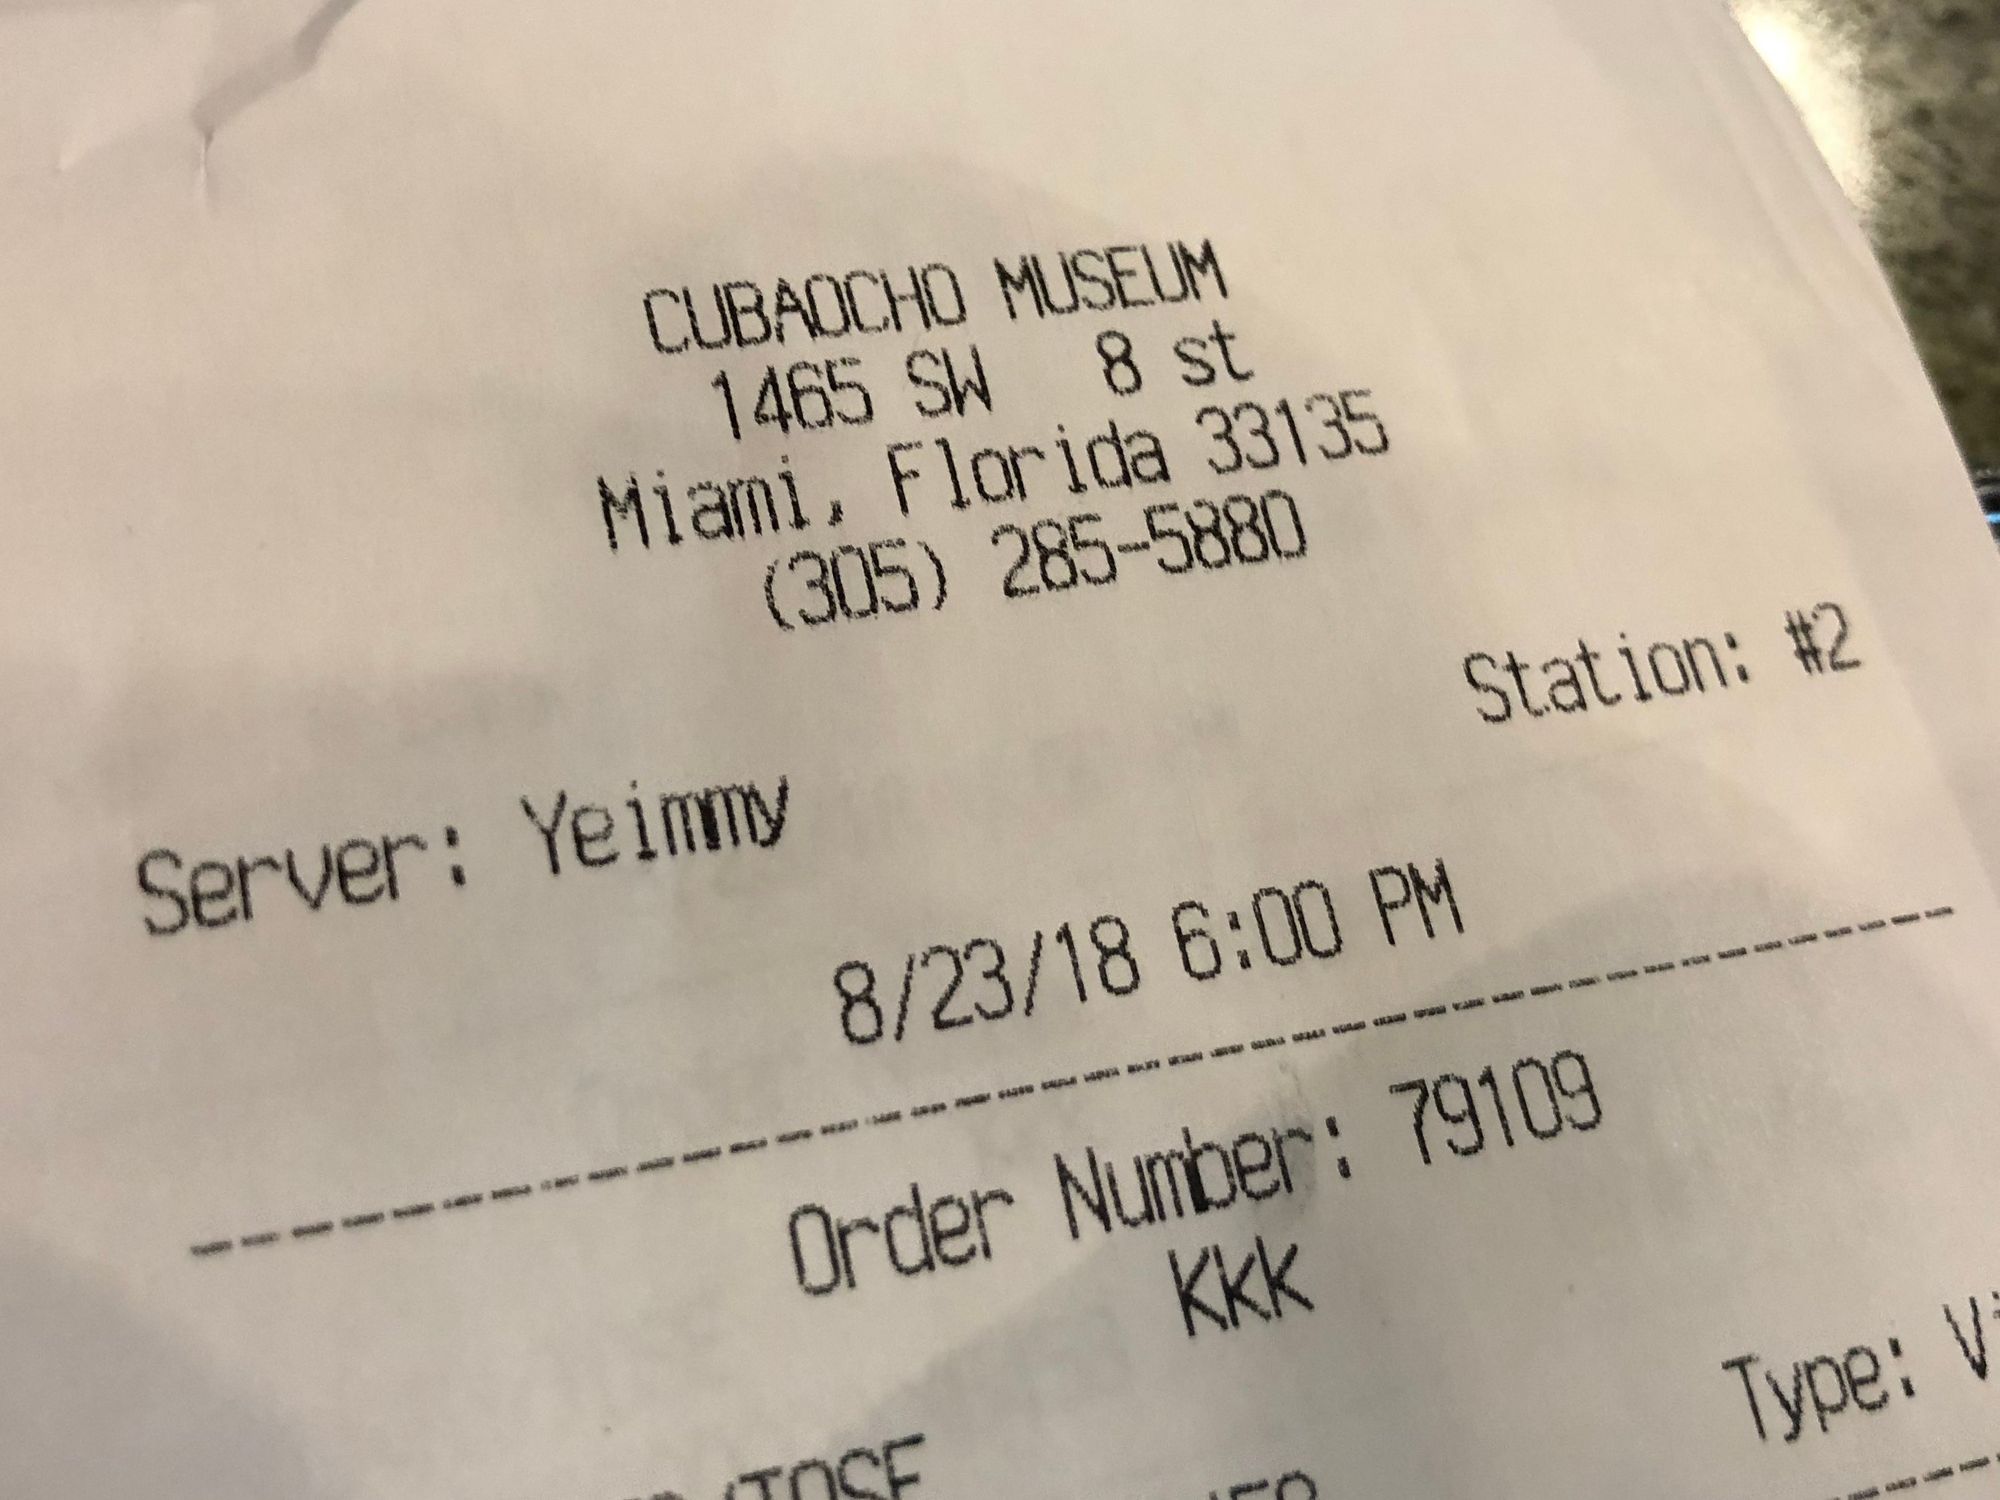 CUBAOCHO MUSEUM
1465 SW 8 st
Miami, Florida 33135
(305) 285-5880
Station: #2
Server: Yeimmy
8/23/18 6:00 PM
Order Number: 79109
Kkk
Type: